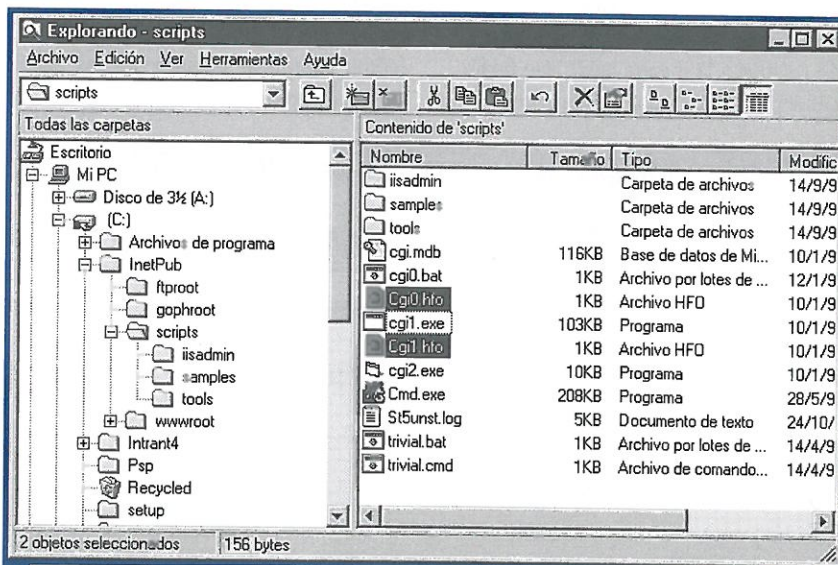 Explorando - scripts
Archivo Edición Ver Herramientas Ayuda
scripts
Todas las carpetas
Contenido de 'scripts'
Escritorio
Mi PC
Disco de 3½ (A:)
(C:)
Archivos de programa
InetPub
ftproot
gophroot
scripts
iisadmin
samples
tools
wwwroot
Intrant4
Psp
Recycled
setup
Nombre Tamaño Tipo Modific
iisadmin Carpeta de archivos 14/9/9
samples Carpeta de archivos 14/9/9
tools Carpeta de archivos 14/9/9
cgi.mdb 116KB Base de datos de Mi... 10/1/9
cgi0.bat 1KB Archivo por lotes de ... 12/1/9
Cgi0.hfo 1KB Archivo HFO 10/1/9
cgi1.exe 103KB Programa 10/1/9
Cgi1.hfo 1KB Archivo HFO 10/1/9
cgi2.exe 10KB Programa 10/1/9
Cmd.exe 208KB Programa 28/5/9
St5unst.log 5KB Documento de texto 24/10/
trivial.bat 1KB Archivo por lotes de ... 14/4/9
trivial.cmd 1KB Archivo de comando... 14/4/9
2 objetos seleccionados 156 bytes